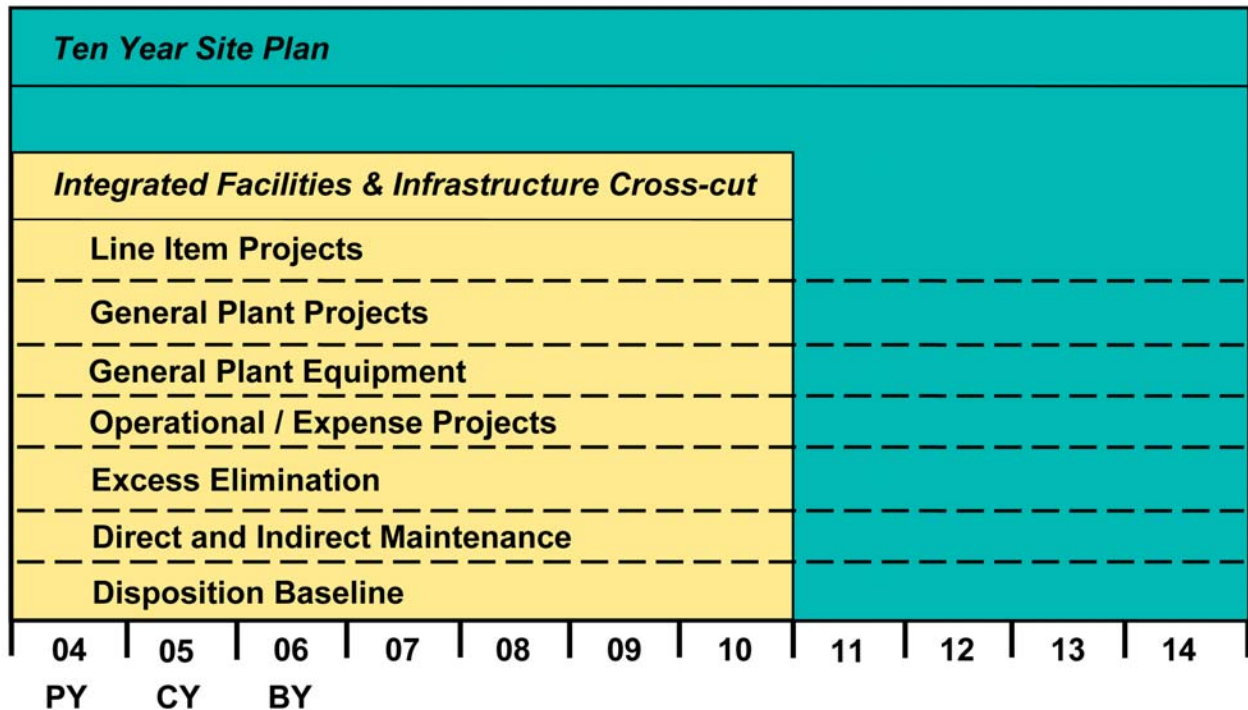 Ten Year Site Plan
Integrated Facilities & Infrastructure Cross-cut
Line Item Projects
General Plant Projects
General Plant Equipment
Operational / Expense Projects
Excess Elimination
Direct and Indirect Maintenance
Disposition Baseline
04 05 06 07 08 09 10 11 12 13 14
PY CY BY